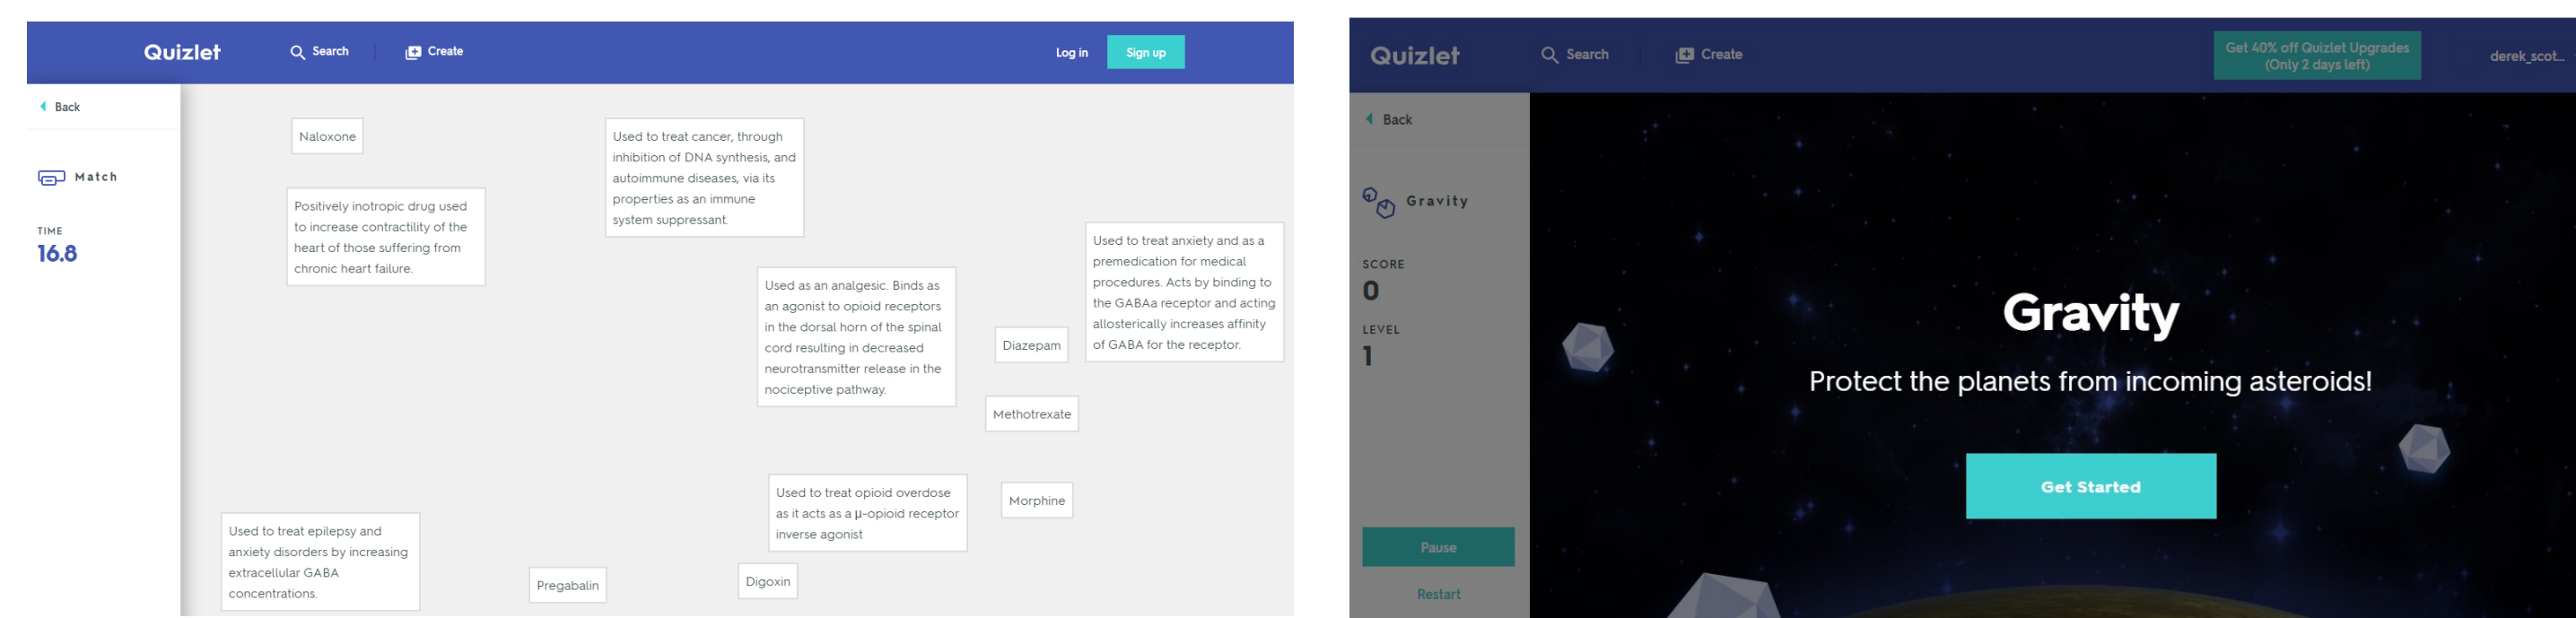 Quizlet
Search
Create
Log in
Sign up
Back
Match
TIME
16.8
Naloxone
Positively inotropic drug used
to increase contractility of the
heart of those suffering from
chronic heart failure.
Used to treat cancer, through
inhibition of DNA synthesis, and
autoimmune diseases, via its
properties as an immune
system suppressant.
Used as an analgesic. Binds as
an agonist to opioid receptors
in the dorsal horn of the spinal
cord resulting in decreased
neurotransmitter release in the
nociceptive pathway.
Used to treat anxiety and as a
premedication for medical
procedures. Acts by binding to
the GABAa receptor and acting
allosterically increases affinity
of GABA for the receptor.
Diazepam
Methotrexate
Used to treat opioid overdose
as it acts as a µ-opioid receptor
inverse agonist
Morphine
Used to treat epilepsy and
anxiety disorders by increasing
extracellular GABA
concentrations.
Pregabalin
Digoxin
Quizlet
Search
Create
Get 40% off Quizlet Upgrades
(Only 2 days left)
derek_scot...
Back
Gravity
SCORE
0
LEVEL
1
Pause
Restart
Gravity
Protect the planets from incoming asteroids!
Get Started